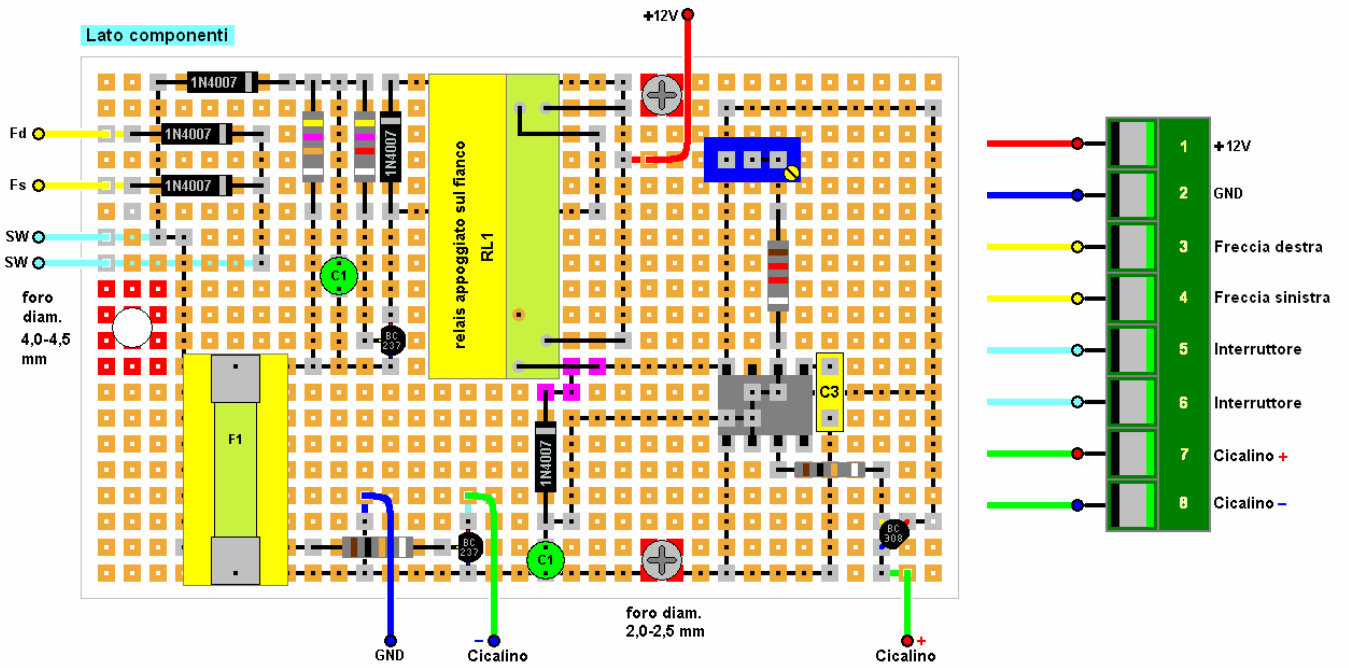 Lato componenti
+12V
1N4007
Fd
1N4007
Fs
1N4007
1N4007
SW
SW
foro
diam.
4,0-4,5
mm
C1
BC
237
relais appoggiato sul fianco
RL1
F1
1N4007
C3
BC
237
C1
BC
308
foro diam.
2,0-2,5 mm
GND
–
Cicalino
+
Cicalino
1 +12V
2 GND
3 Freccia destra
4 Freccia sinistra
5 Interruttore
6 Interruttore
7 Cicalino +
8 Cicalino –